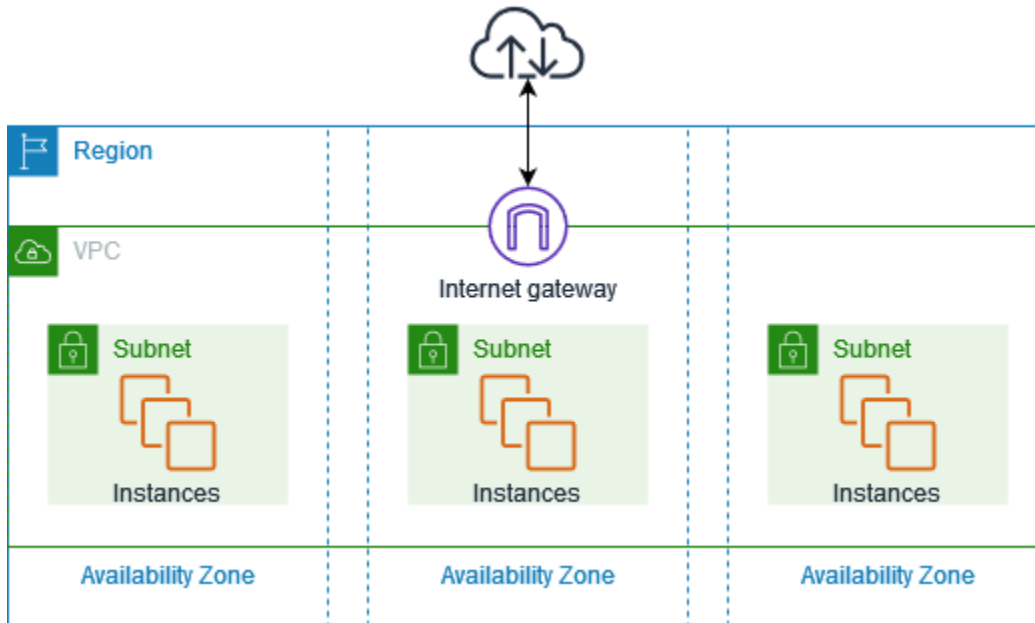 Region
VPC
Internet gateway
Subnet
Subnet
Subnet
Instances
Instances
Instances
Availability Zone
Availability Zone
Availability Zone